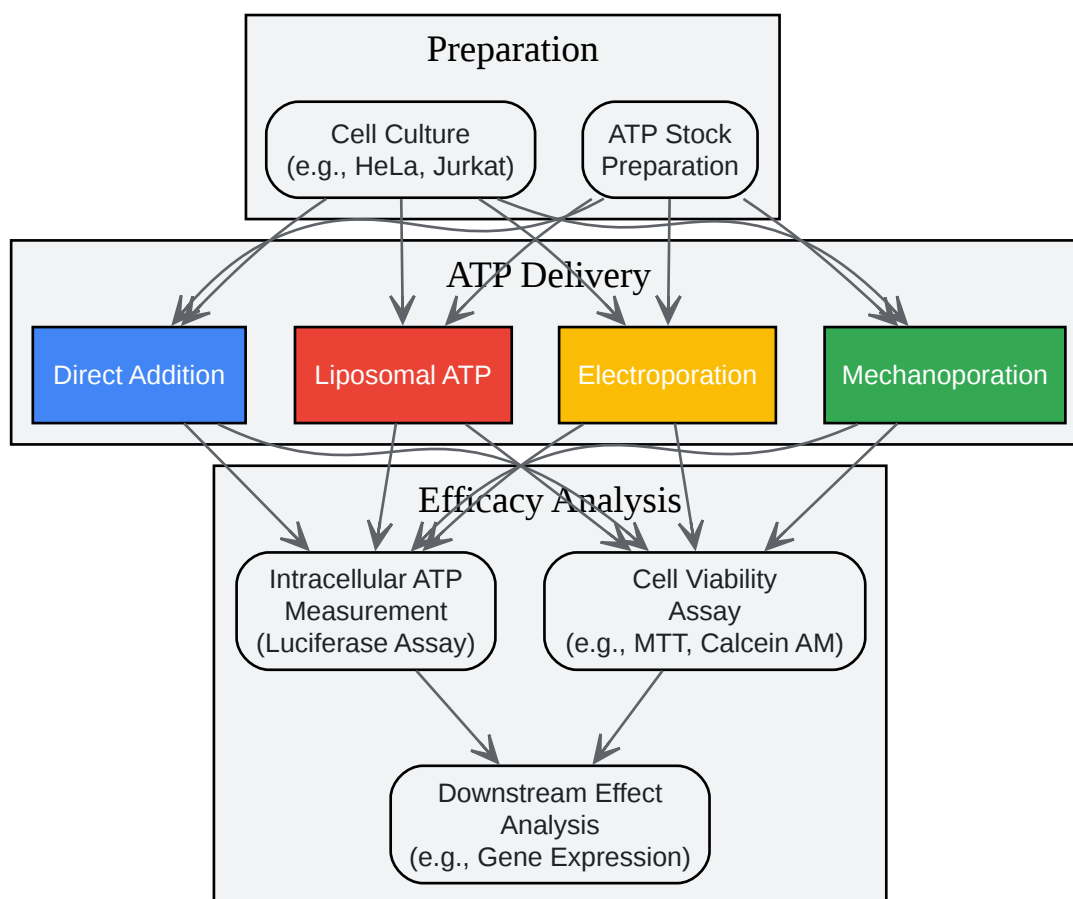 Preparation
Cell Culture
(e.g., HeLa, Jurkat)
ATP Stock
Preparation
ATP Delivery
Direct Addition
Liposomal ATP
Electroporation
Mechanoporation
Efficacy Analysis
Intracellular ATP
Measurement
(Luciferase Assay)
Cell Viability
Assay
(e.g., MTT, Calcein AM)
Downstream Effect
Analysis
(e.g., Gene Expression)